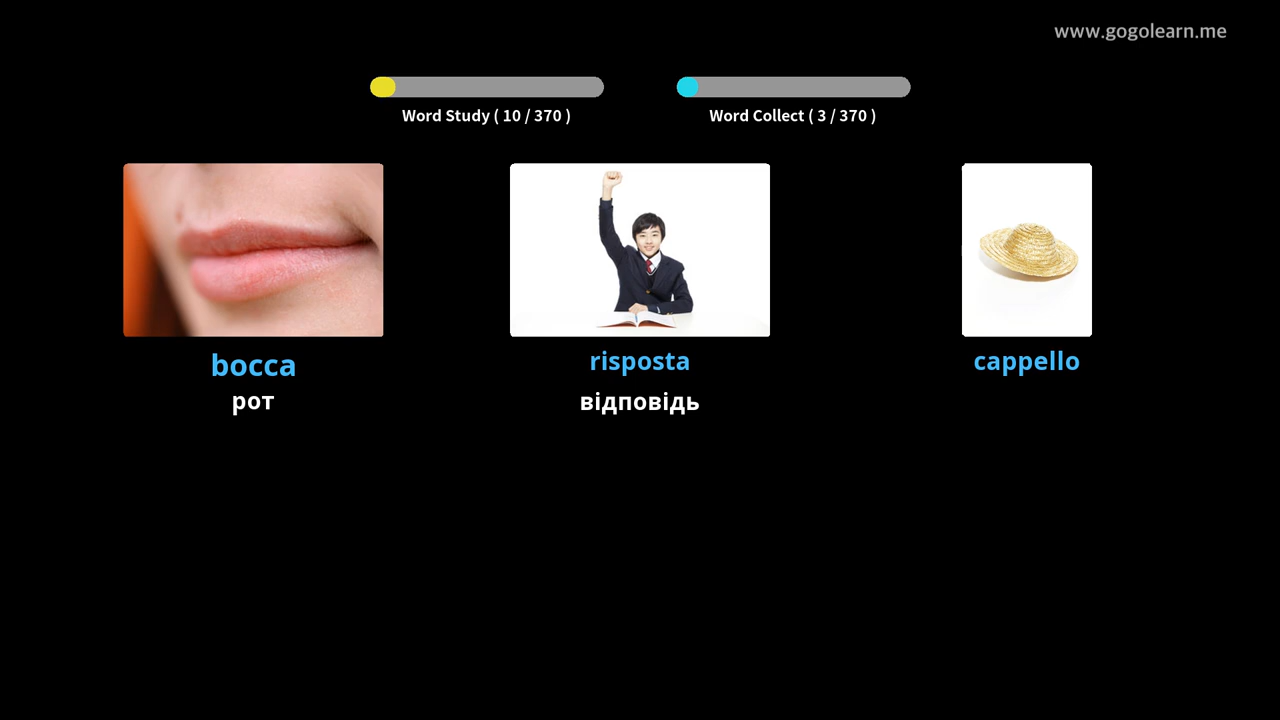 www.gogolearn.me
Word Study ( 10 / 370 )
Word Collect ( 3 / 370 )
bocca
рот
risposta
відповідь
cappello